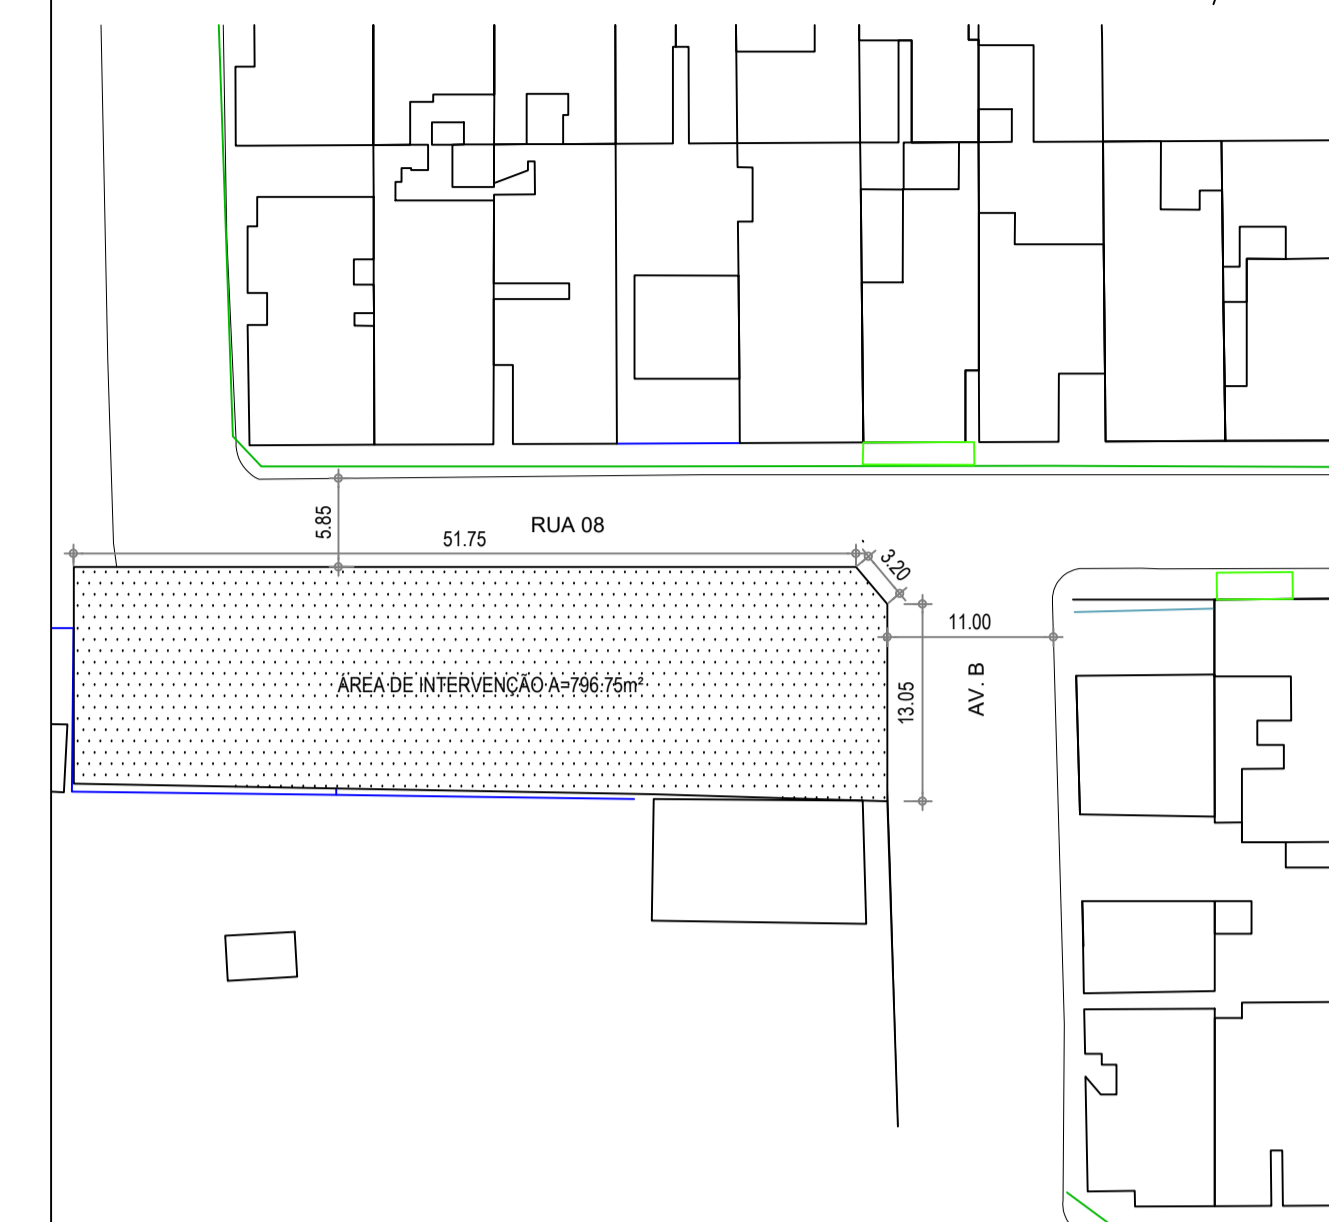 5.85
51.75
RUA 08
3.20
11.00
ÁREA DE INTERVENÇÃO A=796.75m²
13.05
AV. B